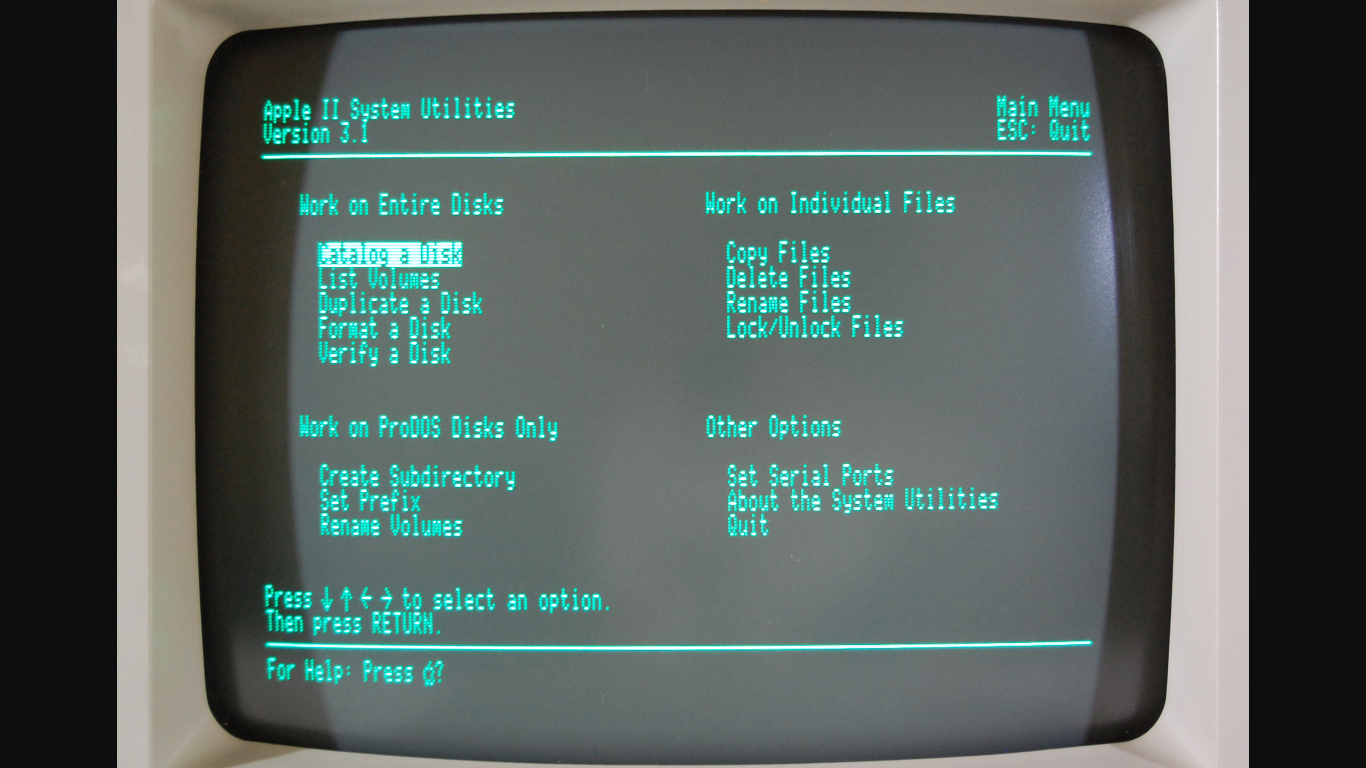 Apple II System Utilities
Version 3.1
Main Menu
ESC: Quit
Work on Entire Disks
Catalog a Disk
List Volumes
Duplicate a Disk
Format a Disk
Verify a Disk
Work on Individual Files
Copy Files
Delete Files
Rename Files
Lock/Unlock Files
Work on ProDOS Disks Only
Create Subdirectory
Set Prefix
Rename Volumes
Other Options
Set Serial Ports
About the System Utilities
Quit
Press ↓ ↑ ← → to select an option.
Then press RETURN.
For Help: Press ?